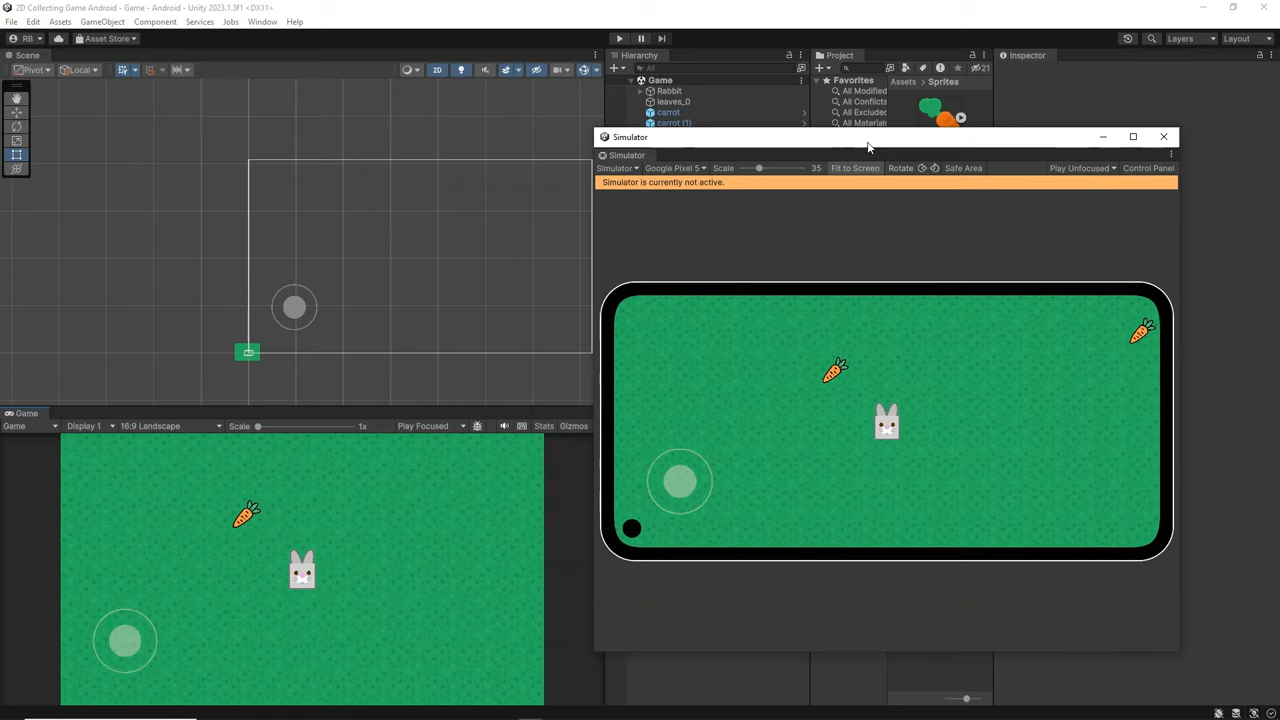 2D Collecting Game Android - Game - Android - Unity 2023.1.3f1 <DX11>
File Edit Assets GameObject Component Services Jobs Window Help
RB Asset Store Layers Layout
Scene Hierarchy Project Inspector
Pivot Local 2D All 21
Game Favorites Assets > Sprites
Rabbit All Modified
leaves_0 All Conflicts
carrot All Excluded
carrot (1) All Materials
Simulator
Simulator
Simulator Google Pixel 5 Scale 35 Fit to Screen Rotate Safe Area Play Unfocused Control Panel
Simulator is currently not active.
Game
Game Display 1 16:9 Landscape Scale 1x Play Focused Stats Gizmos